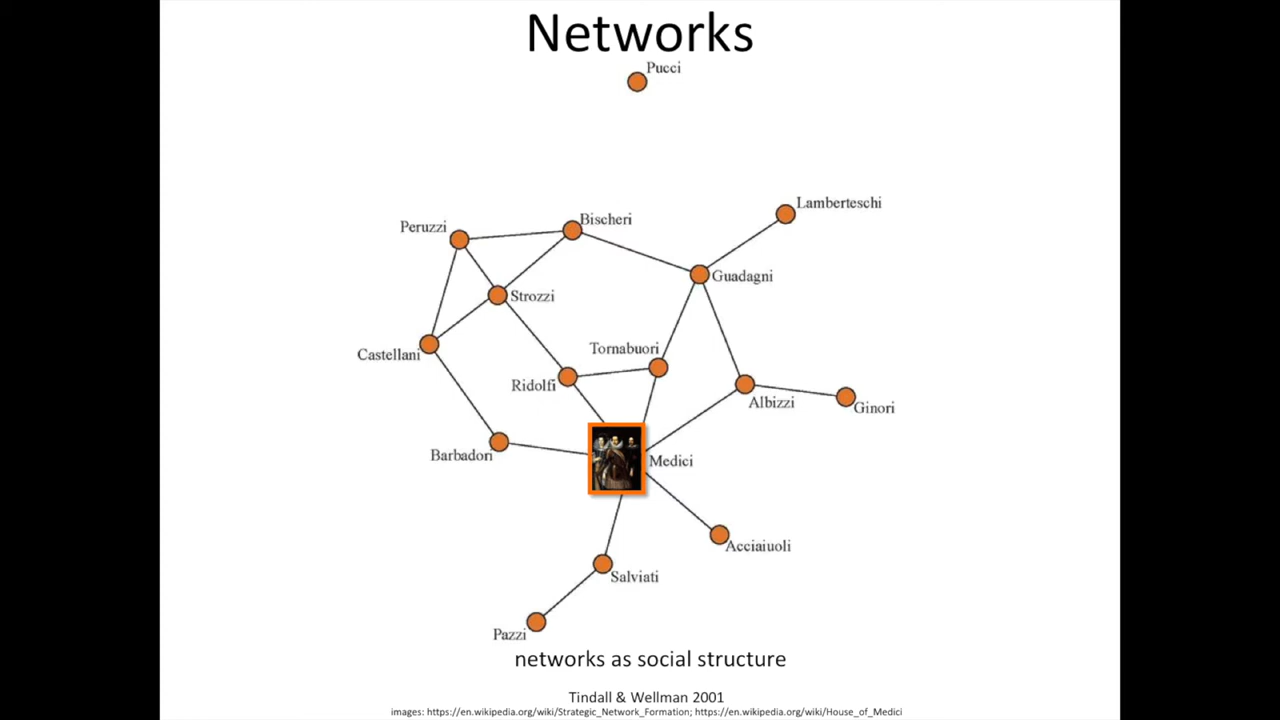 Networks
Pucci
Lamberteschi
Bischeri
Peruzzi
Guadagni
Strozzi
Tornabuori
Castellani
Ridolfi
Albizzi
Ginori
Barbadori
Medici
Acciaiuoli
Salviati
Pazzi
networks as social structure
Tindall & Wellman 2001
images: https://en.wikipedia.org/wiki/Strategic_Network_Formation; https://en.wikipedia.org/wiki/House_of_Medici